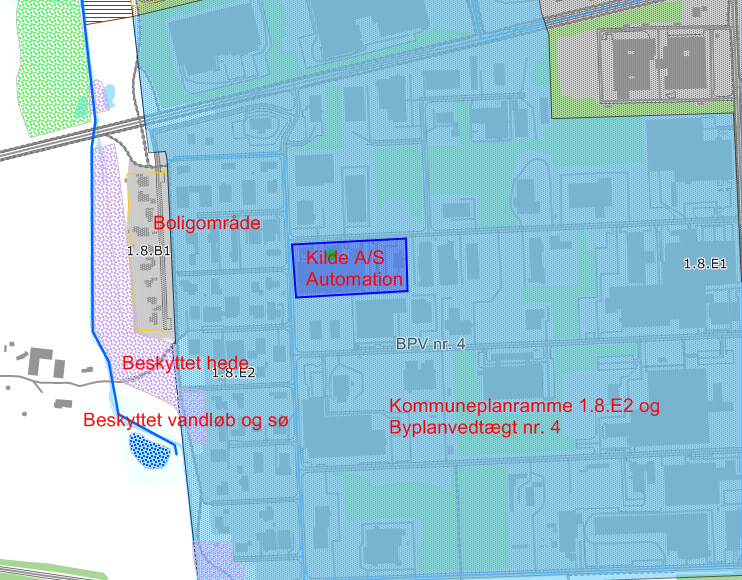 Boligområde
1.8.B1
Kilde A/S
Automation
1.8.E1
BPV nr. 4
Beskyttet hede
1.8.E2
Kommuneplanramme 1.8.E2 og
Byplanvedtægt nr. 4
Beskyttet vandløb og sø